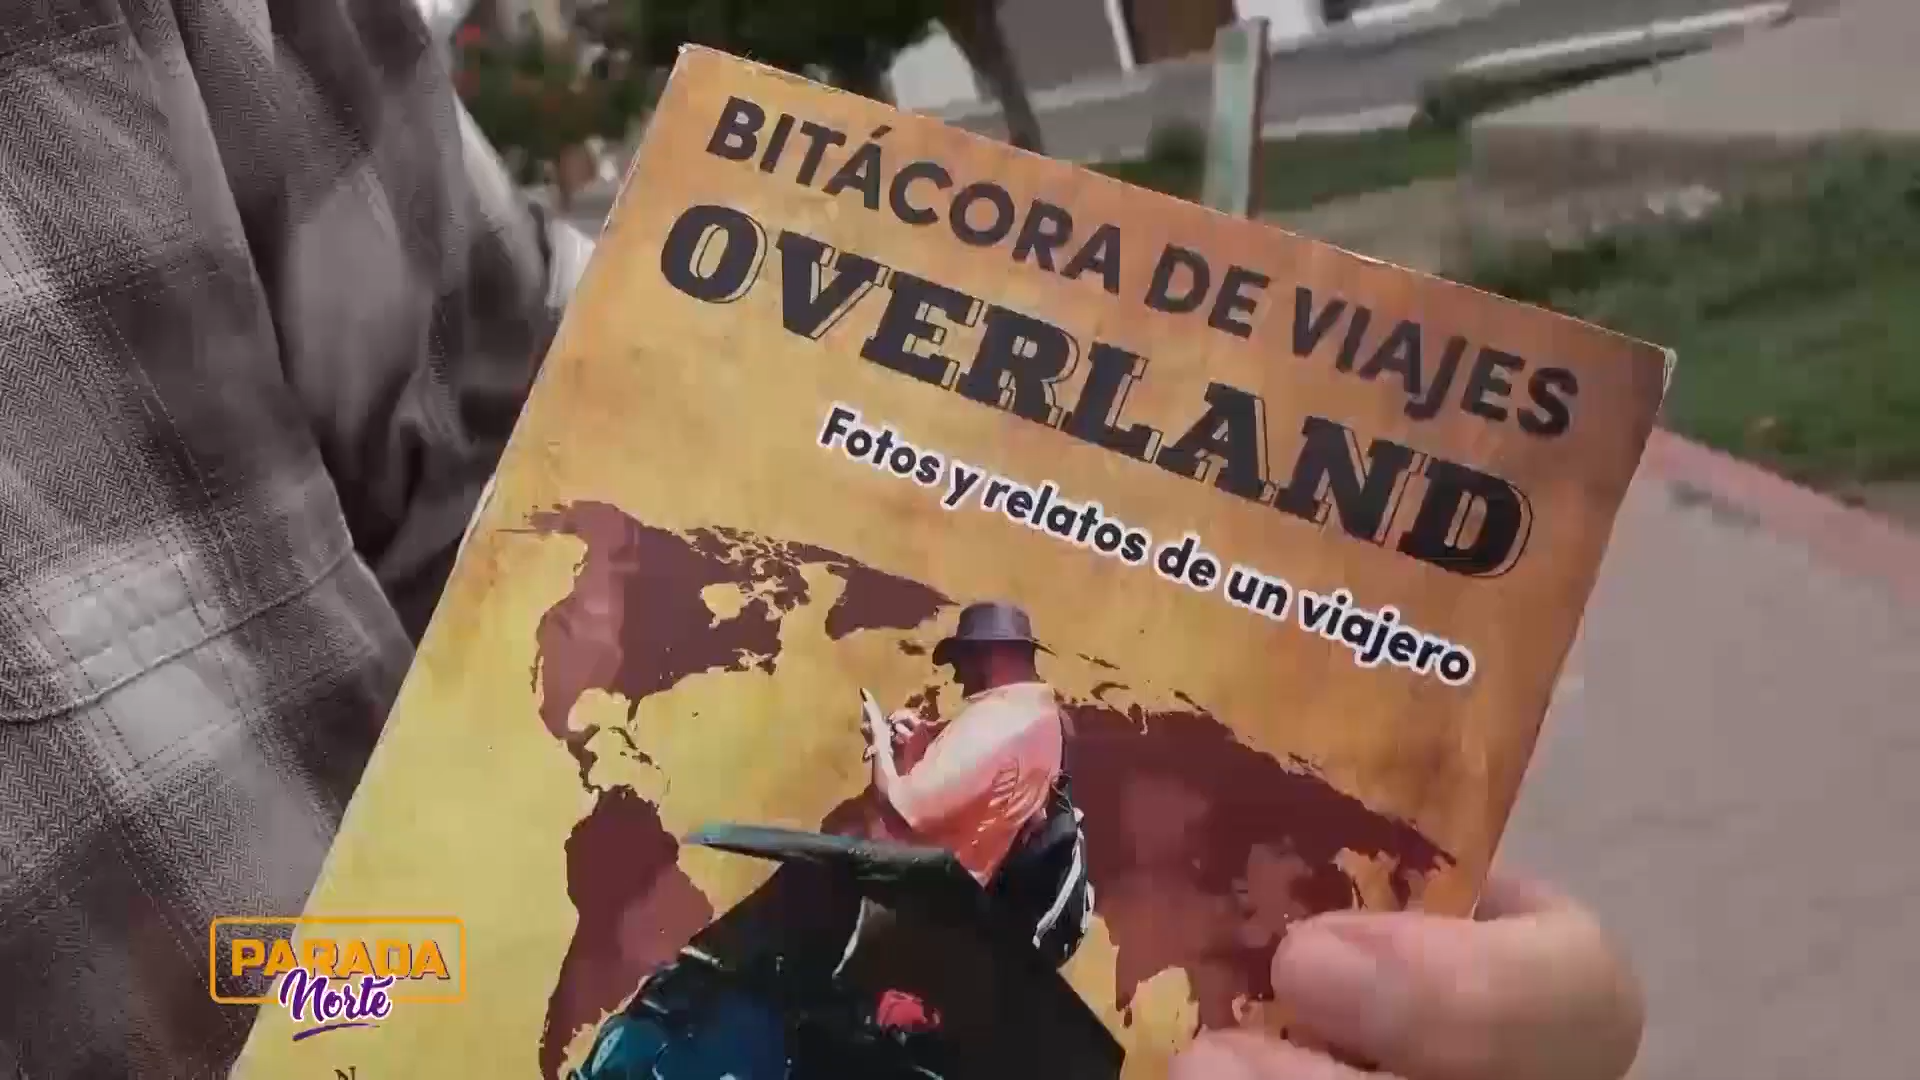 BITÁCORA DE VIAJES
OVERLAND
Fotos y relatos de un viajero
PARADA
Norte
N